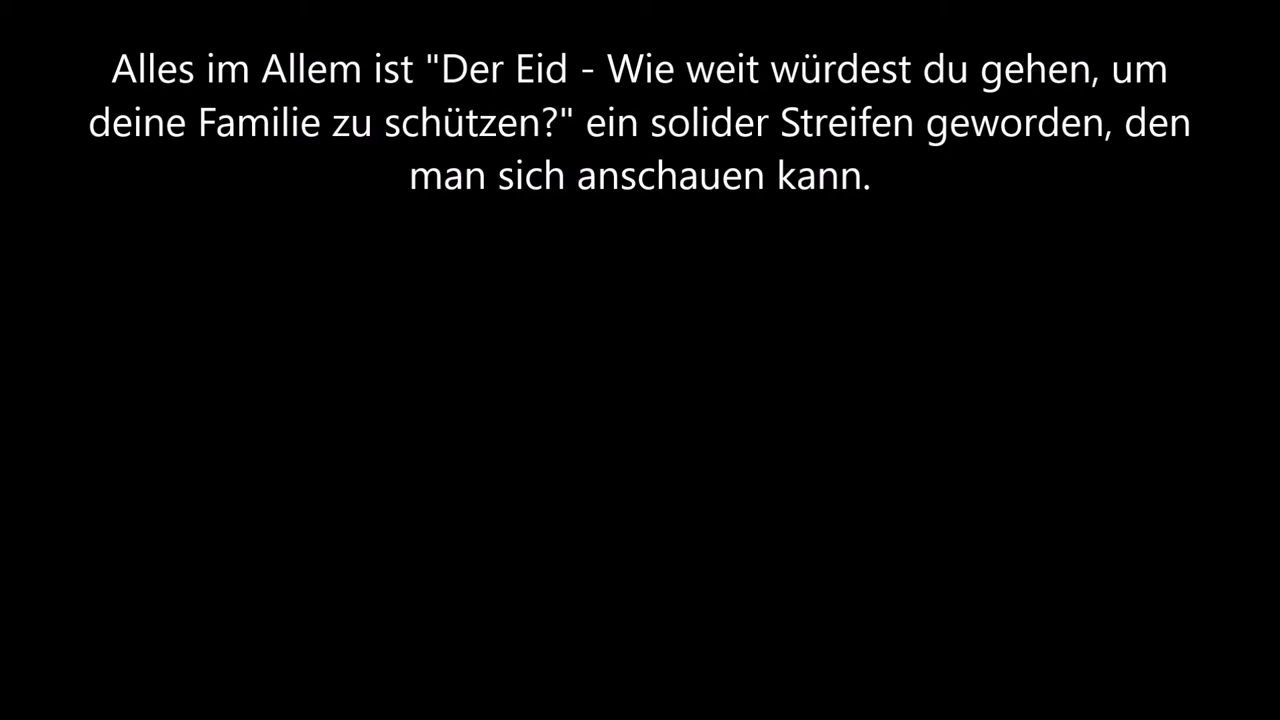 Alles im Allem ist "Der Eid - Wie weit würdest du gehen, um
deine Familie zu schützen?" ein solider Streifen geworden, den
man sich anschauen kann.